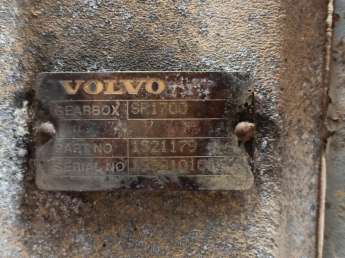 VOLVO
GEARBOX SR1700
PART NO 1521179
SERIAL NO